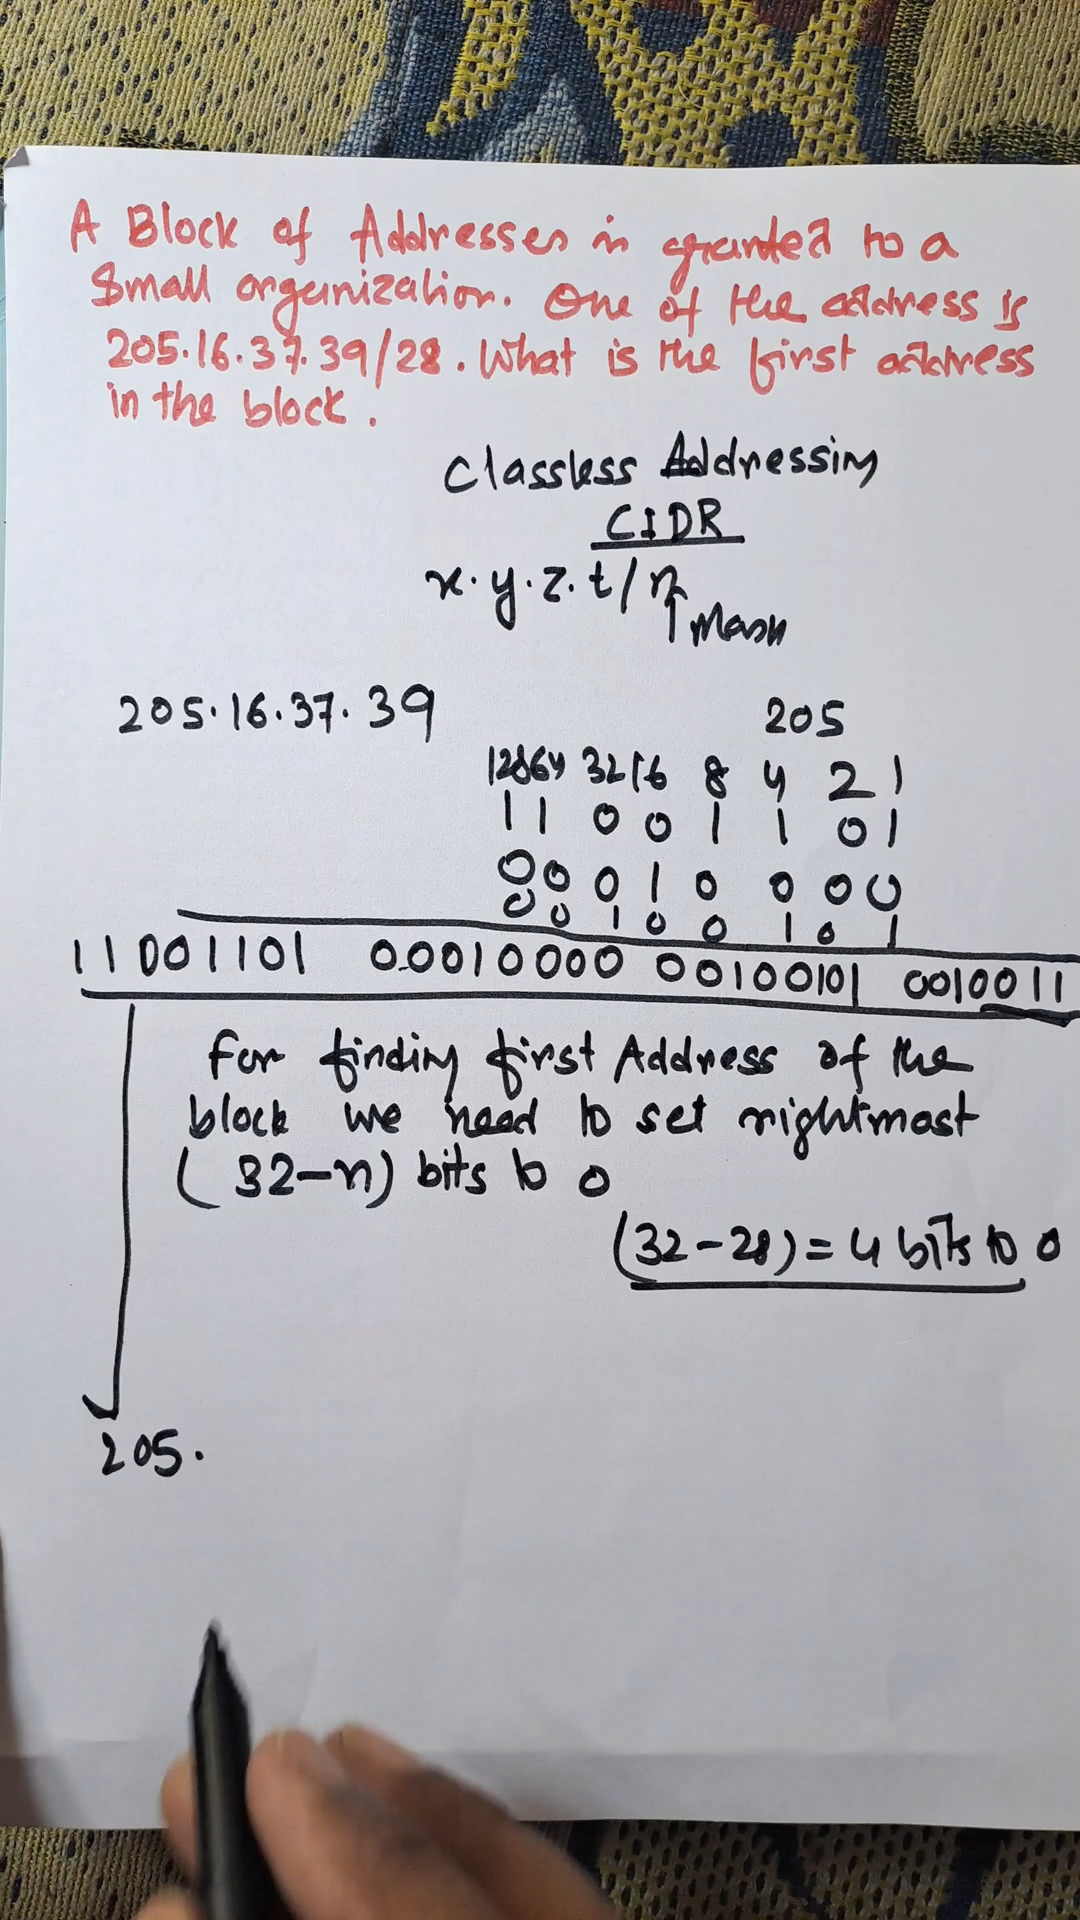 A Block of Addresses is granted to a
Small organization. One of the address is
205.16.37.39/28. What is the first address
in the block.
Classless Addressing
CIDR
x.y.z.t/n
↑ Mask
205.16.37.39
205
128 64 32 16 8 4 2 1
1 1 0 0 1 1 0 1
0 0 0 1 0 0 0 0
0 0 1 0 0 1 0 1
11001101 00010000 00100101 0010011
For finding first Address of the
block we need to set rightmost
(32-n) bits to 0
(32-28) = 4 bits to 0
205.